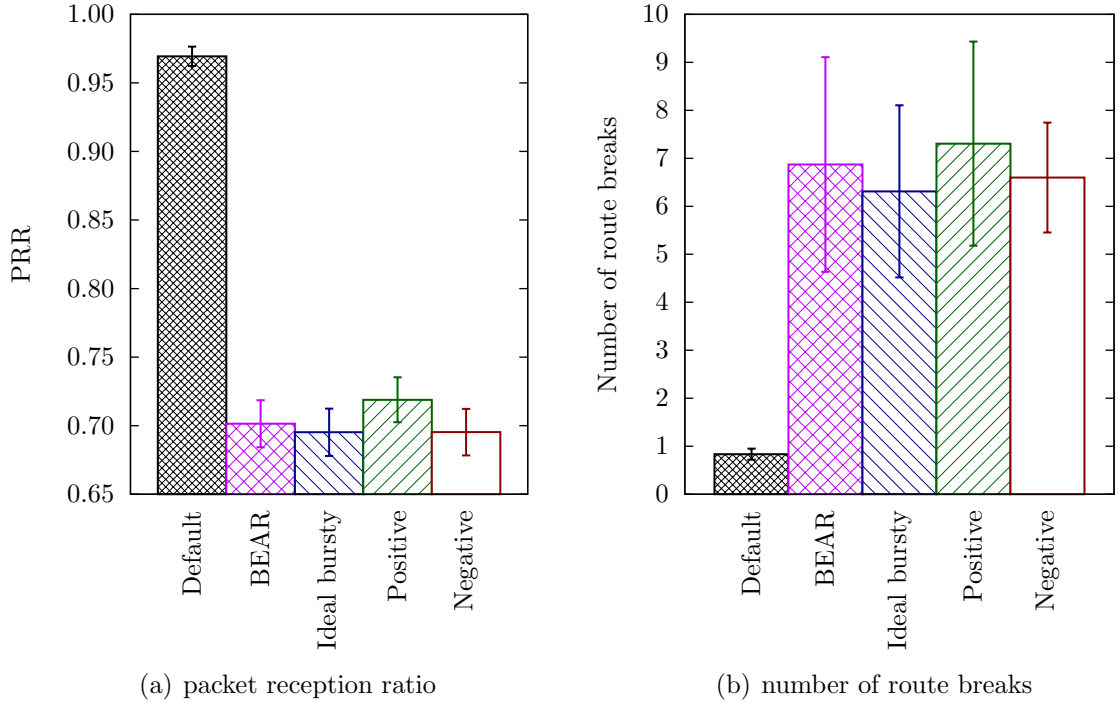 1.00
0.95
0.90
0.85
0.80
0.75
0.70
0.65
PRR
Default
BEAR
Ideal bursty
Positive
Negative
(a) packet reception ratio
10
9
8
7
6
5
4
3
2
1
0
Number of route breaks
Default
BEAR
Ideal bursty
Positive
Negative
(b) number of route breaks